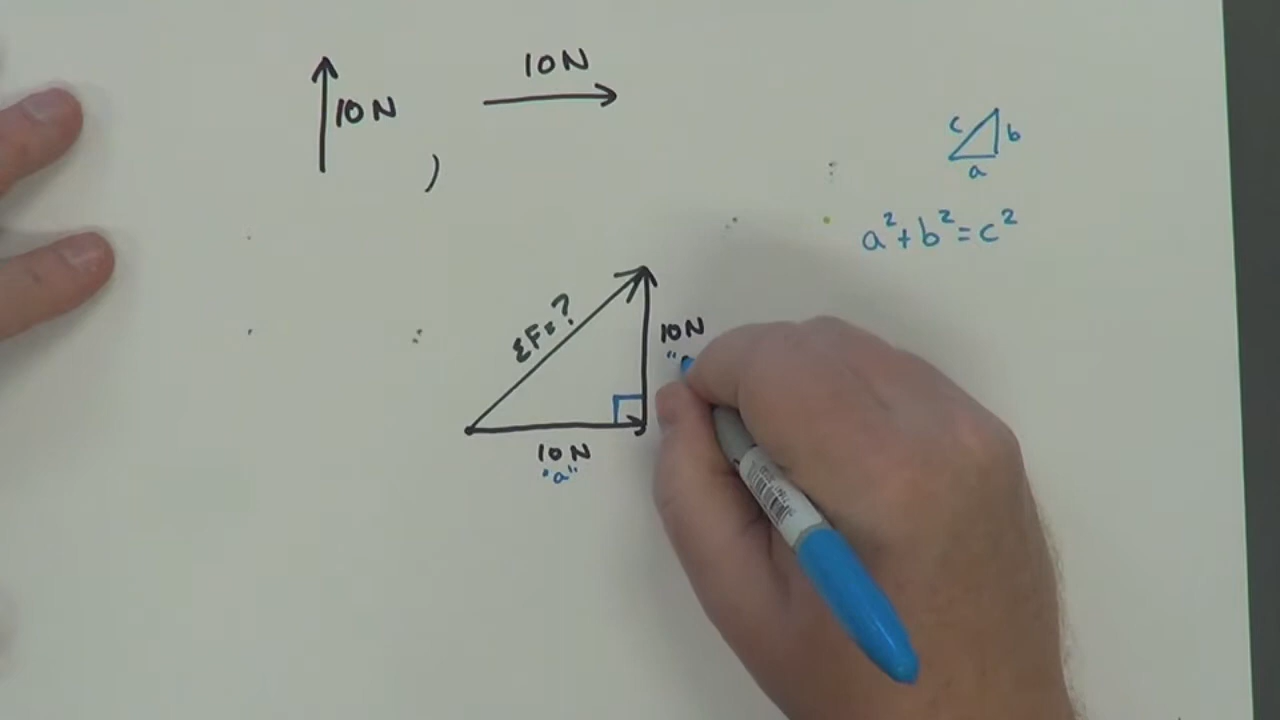 10N
10N
c
b
a
a²+b²=c²
ΣF=?
10N
"
10N
"a"